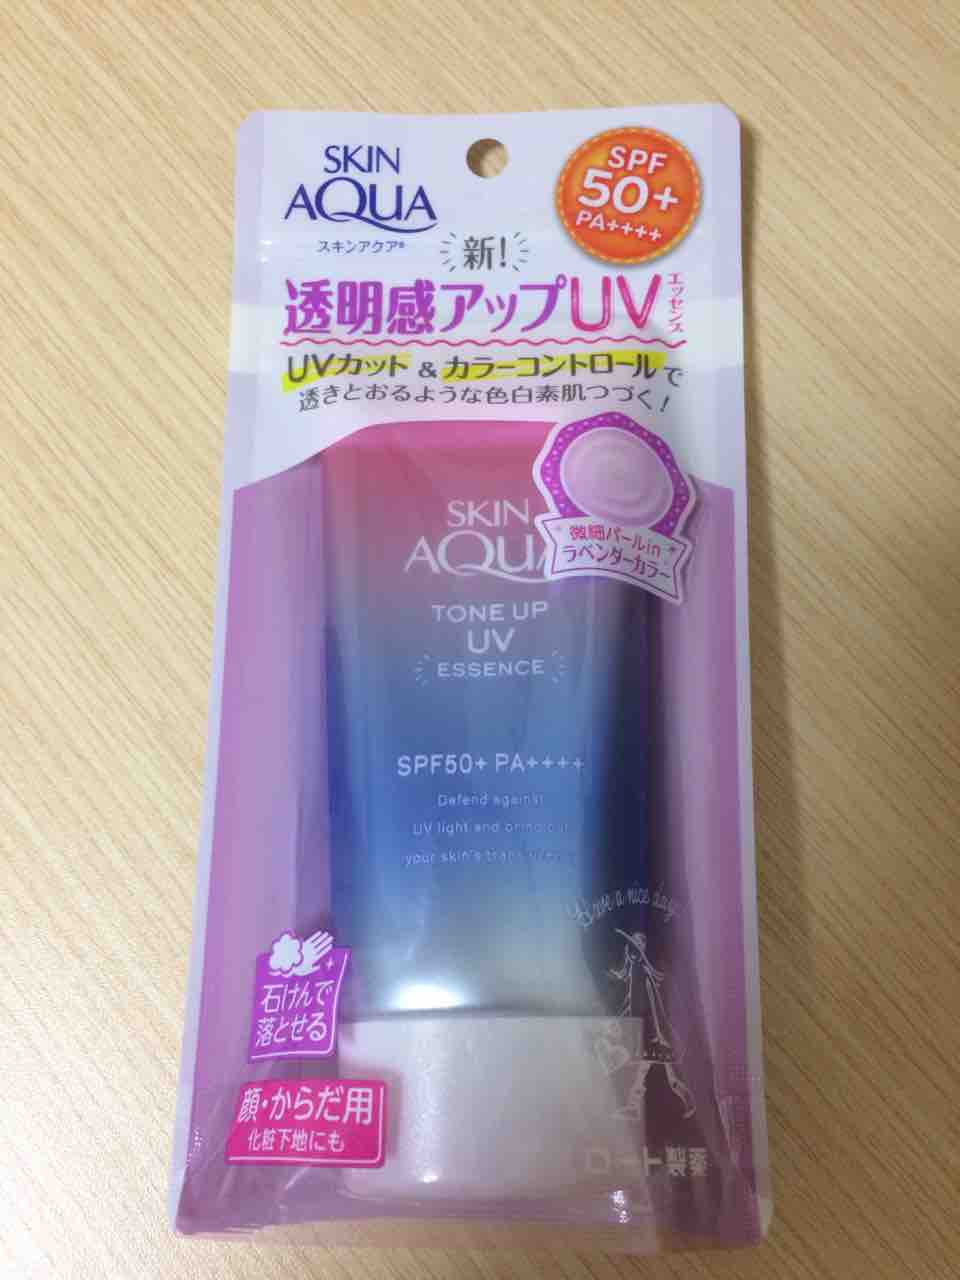 SKIN
AQUA
スキンアクア®
SPF
50+
PA++++
新!
透明感アップUV
エッセンス
UVカット & カラーコントロールで
透きとおるような色白素肌つづく!
微細パールin
ラベンダーカラー
SKIN
AQUA
TONE UP
UV
ESSENCE
SPF50+ PA++++
Defend against
UV light and bring out
your skin's
Have a nice day
石けんで
落とせる
顔・からだ用
化粧下地にも
ロート製薬